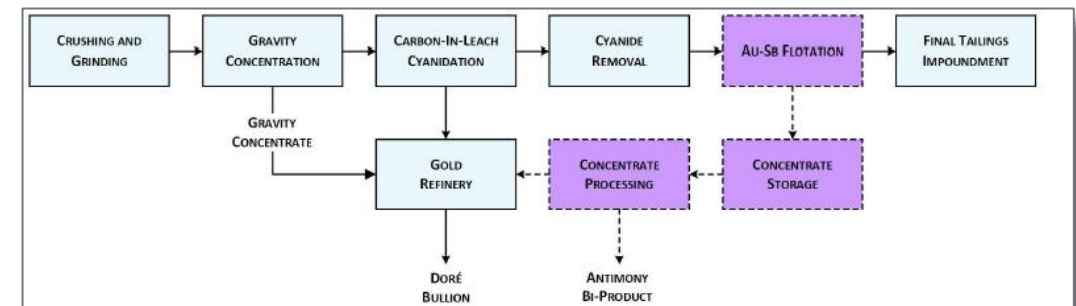 CRUSHING AND
GRINDING
GRAVITY
CONCENTRATION
CARBON-IN-LEACH
CYANIDATION
CYANIDE
REMOVAL
AU-SB FLOTATION
FINAL TAILINGS
IMPOUNDMENT
GRAVITY
CONCENTRATE
GOLD
REFINERY
CONCENTRATE
PROCESSING
CONCENTRATE
STORAGE
DORÉ
BULLION
ANTIMONY
BI-PRODUCT